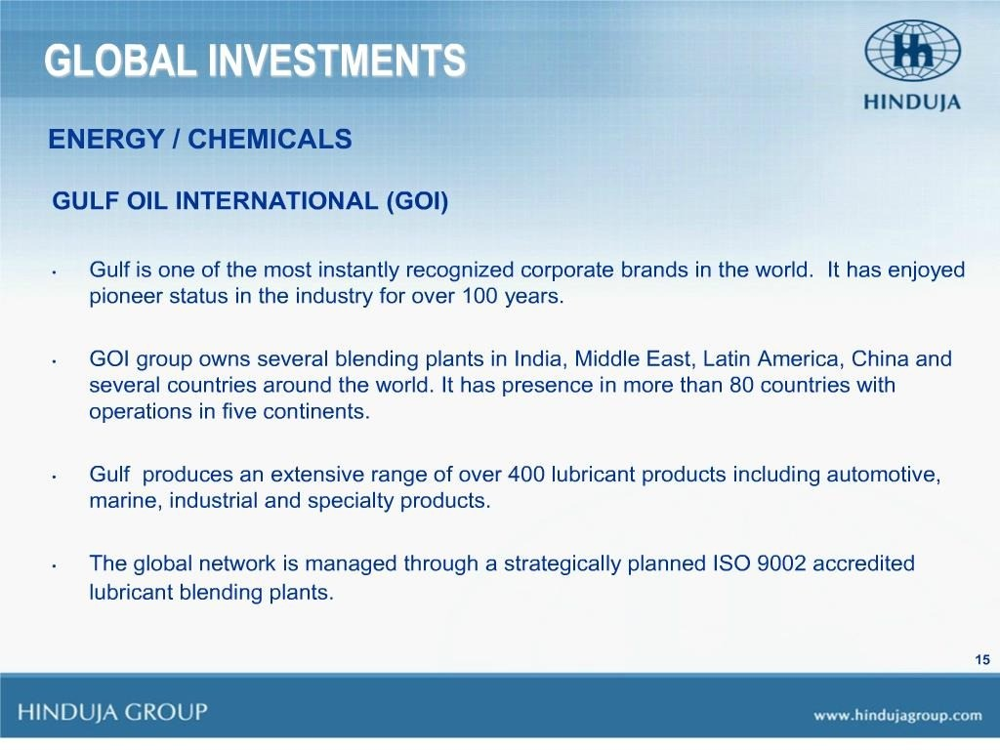 GLOBAL INVESTMENTS
Hn
HINDUJA
ENERGY / CHEMICALS
GULF OIL INTERNATIONAL (GOI)
• Gulf is one of the most instantly recognized corporate brands in the world.  It has enjoyed
pioneer status in the industry for over 100 years.
• GOI group owns several blending plants in India, Middle East, Latin America, China and
several countries around the world. It has presence in more than 80 countries with
operations in five continents.
• Gulf  produces an extensive range of over 400 lubricant products including automotive,
marine, industrial and specialty products.
• The global network is managed through a strategically planned ISO 9002 accredited
lubricant blending plants.
15
HINDUJA GROUP
www.hindujagroup.com